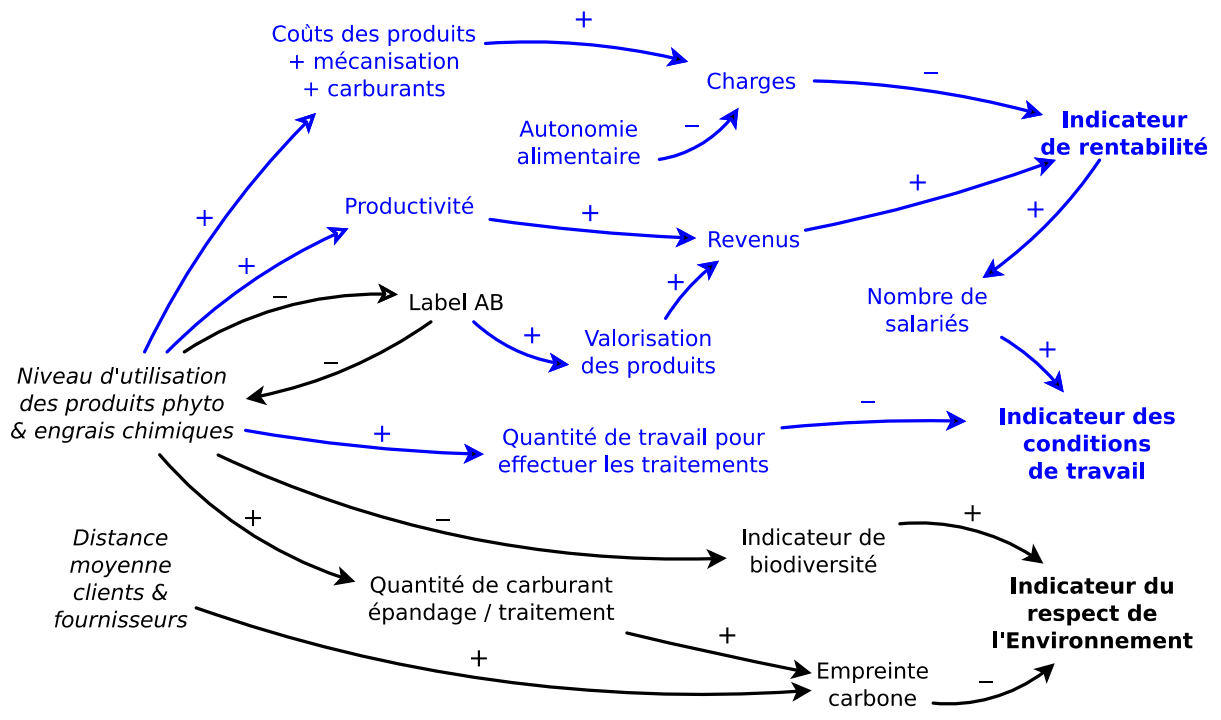 Coûts des produits
+ mécanisation
+ carburants
+
Charges
−
Autonomie
alimentaire
−
Indicateur
de rentabilité
+
Productivité
+
+
Revenus
+
+
+
−
Label AB
+
Valorisation
des produits
+
Nombre de
salariés
+
−
Niveau d'utilisation
des produits phyto
& engrais chimiques
+
Quantité de travail pour
effectuer les traitements
−
Indicateur des
conditions
de travail
+
−
Distance
moyenne
clients &
fournisseurs
Indicateur de
biodiversité
+
Quantité de carburant
épandage / traitement
Indicateur du
respect de
l'Environnement
+
+
Empreinte
carbone
−